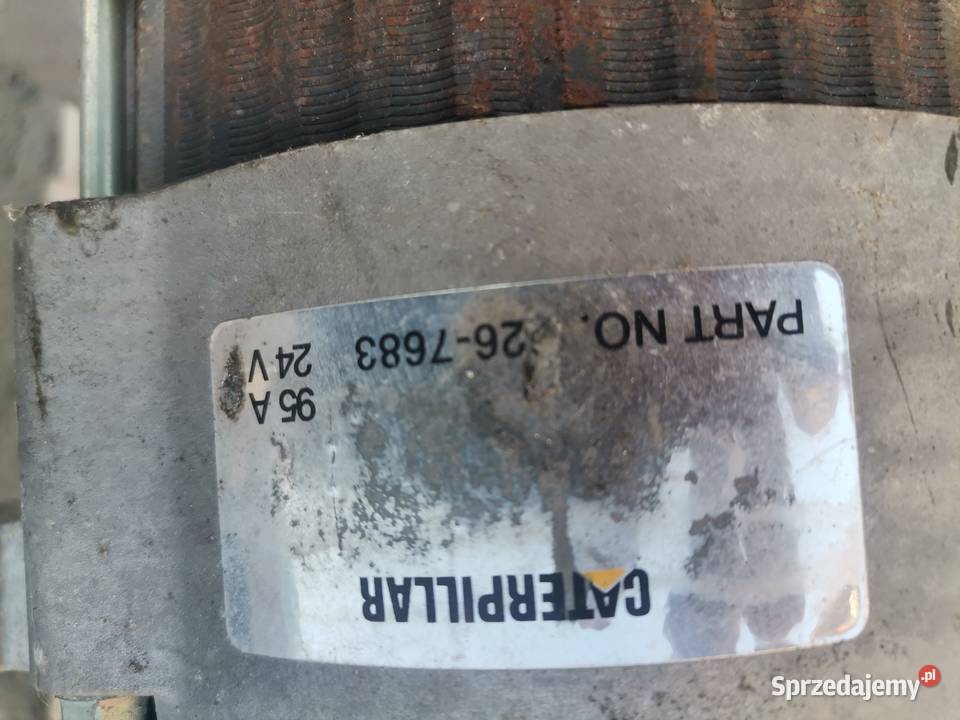 CATERPILLAR
95 A
24 V
PART NO. 26-7683
Sprzedajemy.pl